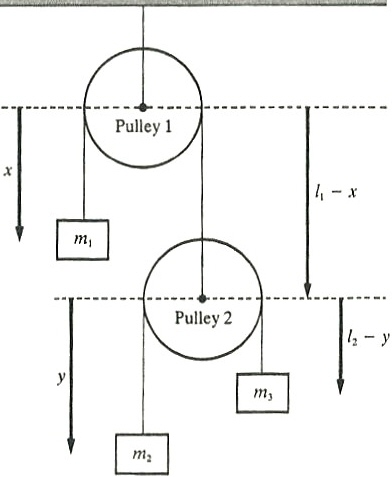 Pulley 1
x
l₁ − x
m₁
Pulley 2
l₂ − y
y
m₃
m₂